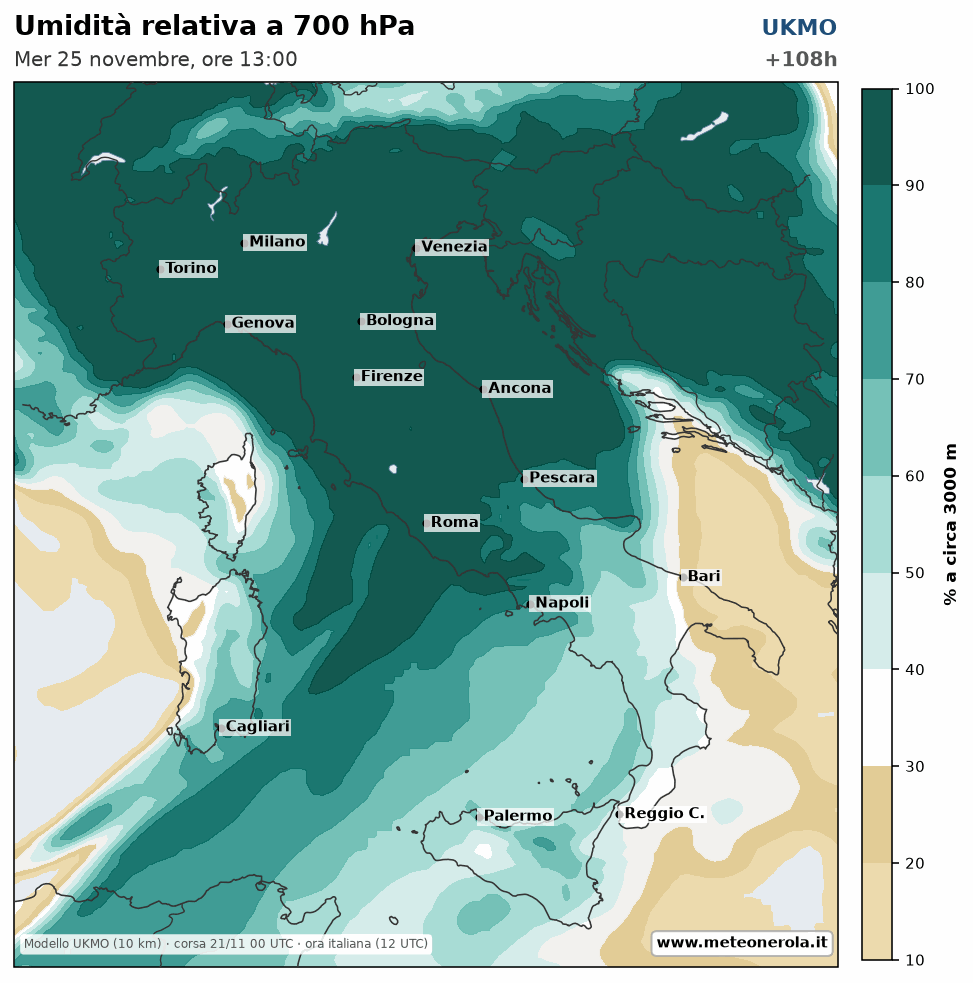 Umidità relativa a 700 hPa
UKMO
Mer 25 novembre, ore 13:00
+108h
100
90
80
70
60
50
40
30
20
10
% a circa 3000 m
Milano
Venezia
Torino
Genova
Bologna
Firenze
Ancona
Pescara
Roma
Bari
Napoli
Cagliari
Palermo
Reggio C.
Modello UKMO (10 km) · corsa 21/11 00 UTC · ora italiana (12 UTC)
www.meteonerola.it